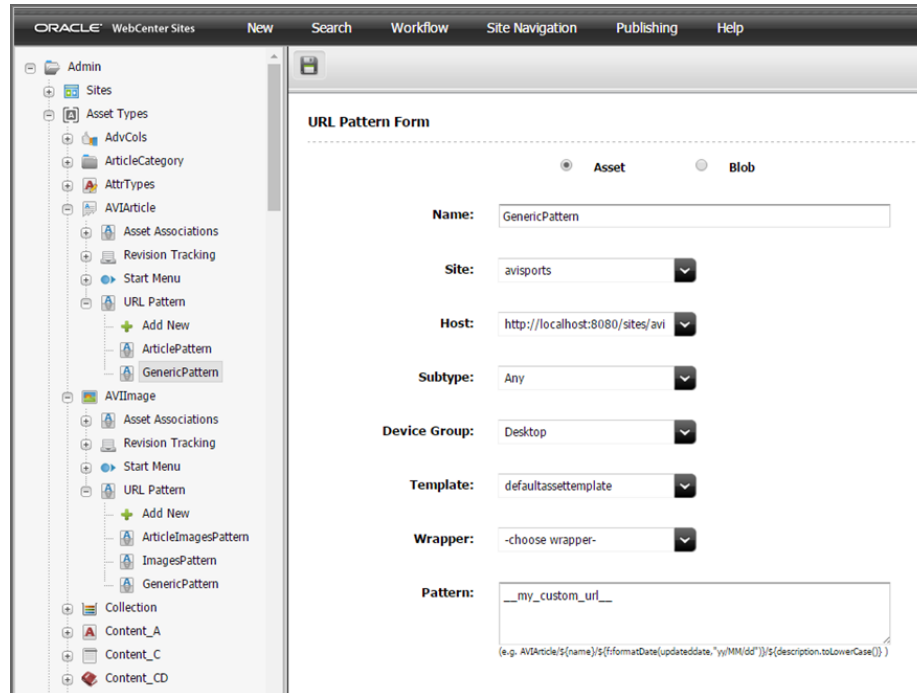 ORACLE WebCenter Sites New Search Workflow Site Navigation Publishing Help
Admin
Sites
Asset Types
AdvCols
ArticleCategory
AttrTypes
AVIArticle
Asset Associations
Revision Tracking
Start Menu
URL Pattern
Add New
ArticlePattern
GenericPattern
AVIImage
Asset Associations
Revision Tracking
Start Menu
URL Pattern
Add New
ArticleImagesPattern
ImagesPattern
GenericPattern
Collection
Content_A
Content_C
Content_CD
URL Pattern Form
Asset Blob
Name: GenericPattern
Site: avisports
Host: http://localhost:8080/sites/avi
Subtype: Any
Device Group: Desktop
Template: defaultassettemplate
Wrapper: -choose wrapper-
Pattern: __my_custom_url__
(e.g. AVIArticle/${name}/${f:formatDate(updateddate,"yy/MM/dd")}/${description.toLowerCase()} )